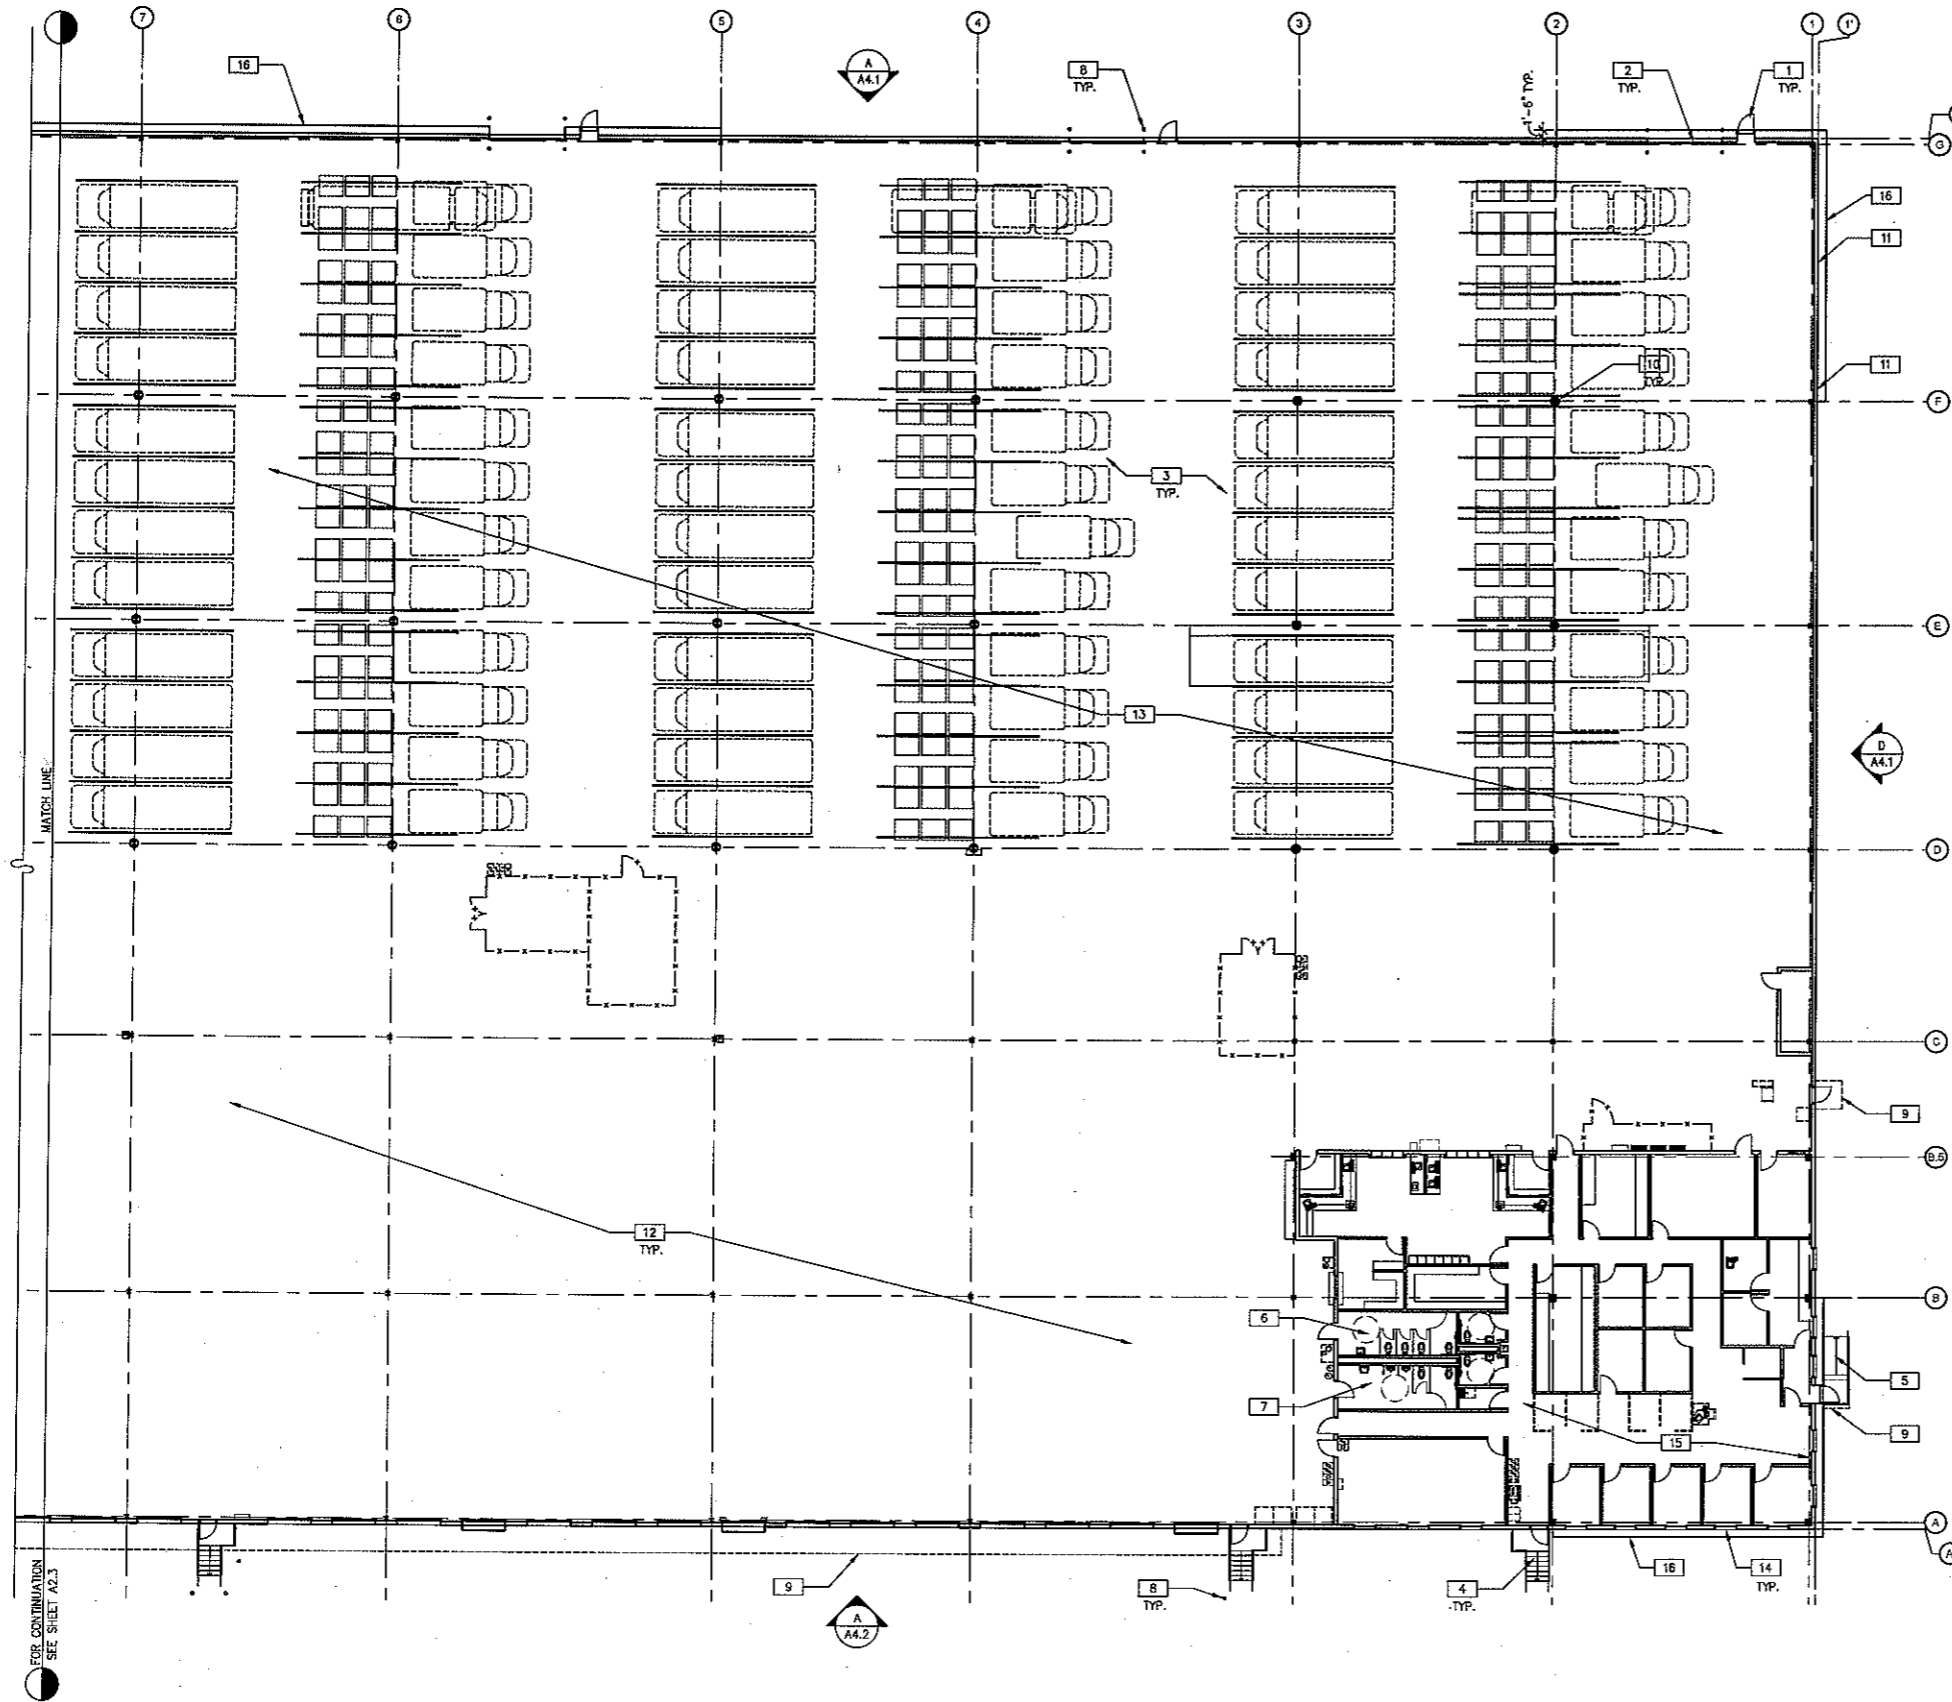 7
6
5
4
3
2
1
1'
16
A
A4.1
8
TYP.
1'-6" TYP.
2
TYP.
1
TYP.
G
16
11
11
10
TYP.
F
3
TYP.
E
13
D
A4.1
MATCH LINE
D
C
9
B.5
12
TYP.
B
6
5
7
9
15
A
A
9
8
TYP.
4
TYP.
16
14
TYP.
A
A4.2
FOR CONTINUATION
SEE SHEET A2.3